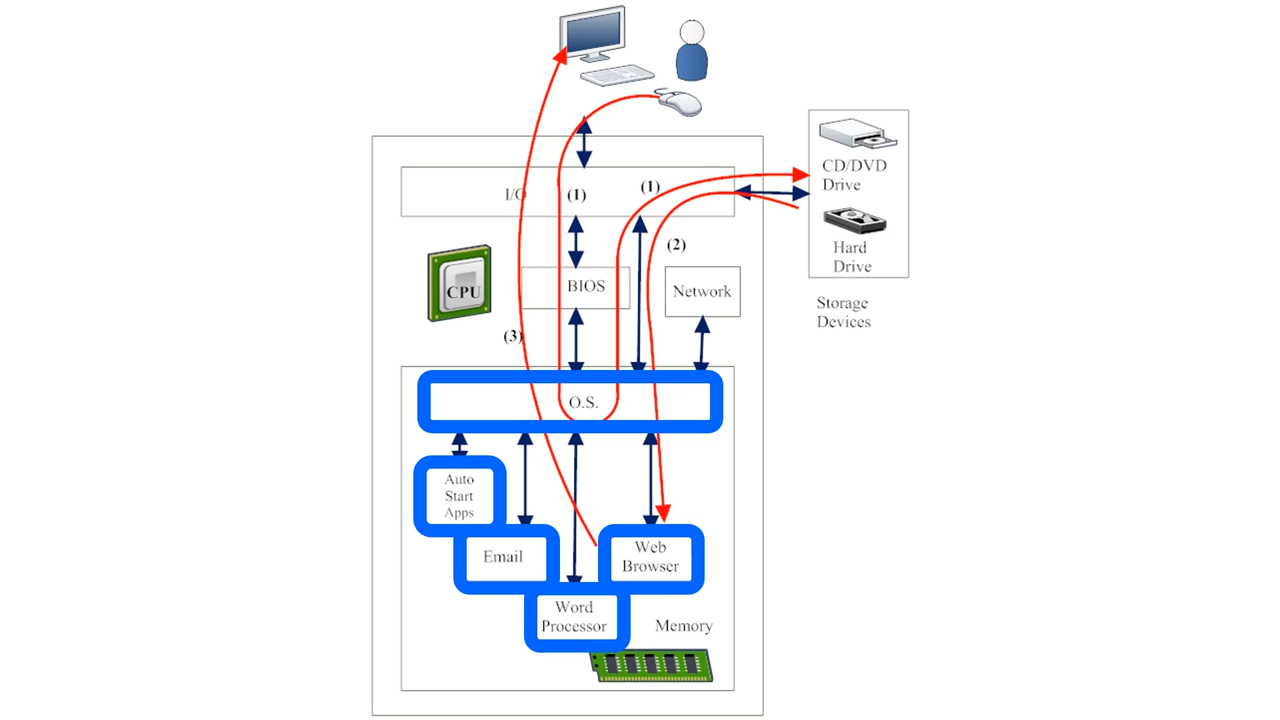 CD/DVD
Drive
(1)
I/O
(1)
(2)
Hard
Drive
CPU
BIOS
Network
Storage
Devices
(3)
O.S.
Auto
Start
Apps
Email
Web
Browser
Word
Processor
Memory